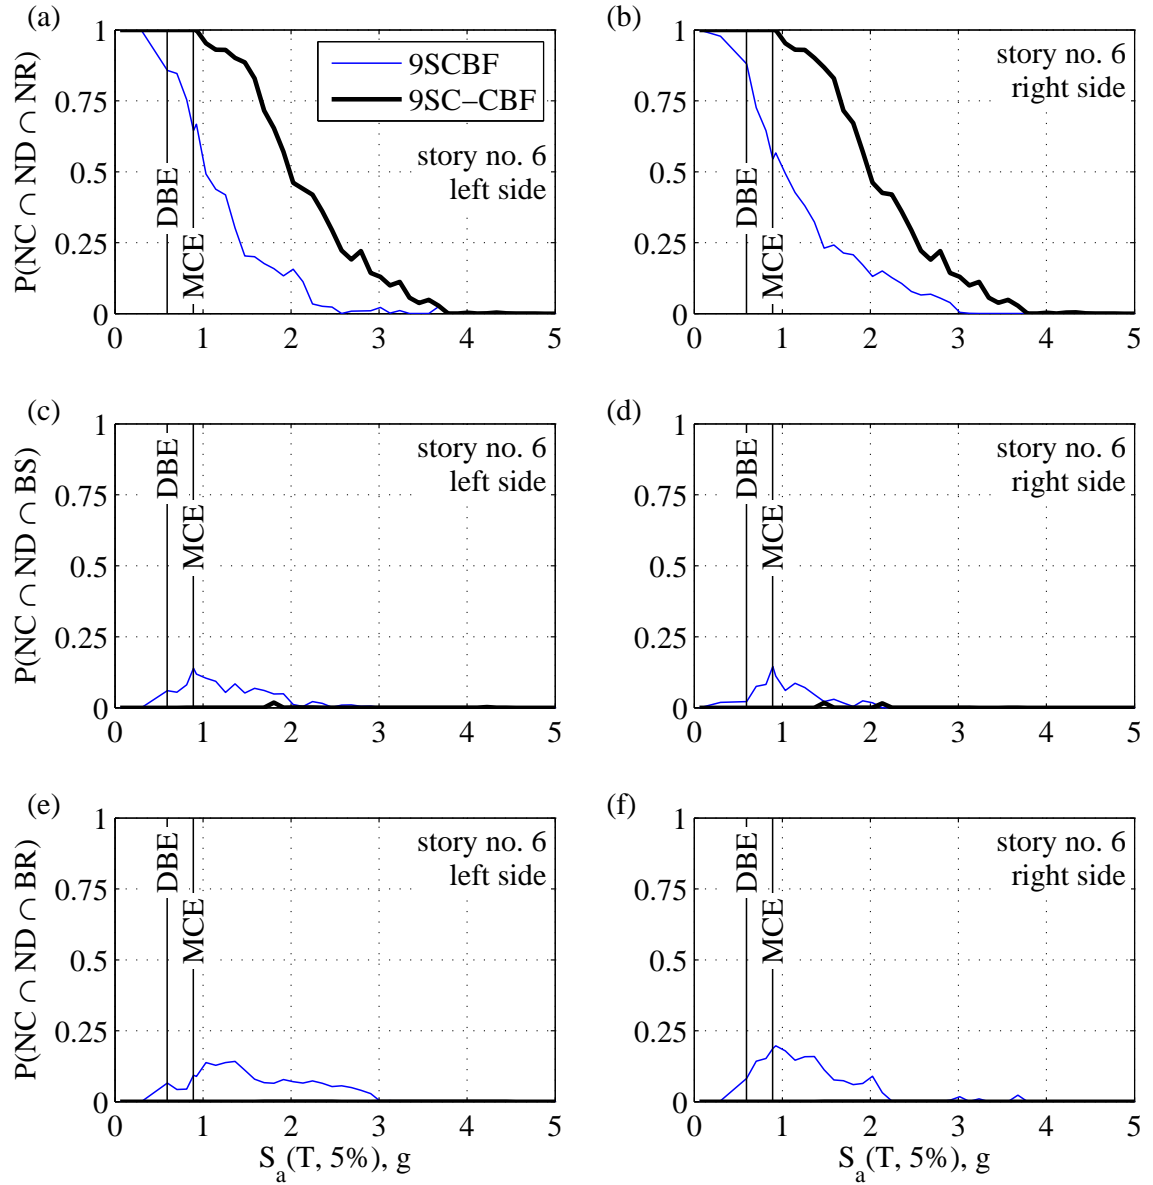 (a)
P(NC ∩ ND ∩ NR)
1
0.75
0.5
0.25
0
0 1 2 3 4 5
DBE
MCE
9SCBF
9SC−CBF
story no. 6
left side
(b)
1
0.75
0.5
0.25
0
0 1 2 3 4 5
DBE
MCE
story no. 6
right side
(c)
P(NC ∩ ND ∩ BS)
1
0.75
0.5
0.25
0
0 1 2 3 4 5
DBE
MCE
story no. 6
left side
(d)
1
0.75
0.5
0.25
0
0 1 2 3 4 5
DBE
MCE
story no. 6
right side
(e)
P(NC ∩ ND ∩ BR)
1
0.75
0.5
0.25
0
0 1 2 3 4 5
DBE
MCE
story no. 6
left side
S_a(T, 5%), g
(f)
1
0.75
0.5
0.25
0
0 1 2 3 4 5
DBE
MCE
story no. 6
right side
S_a(T, 5%), g